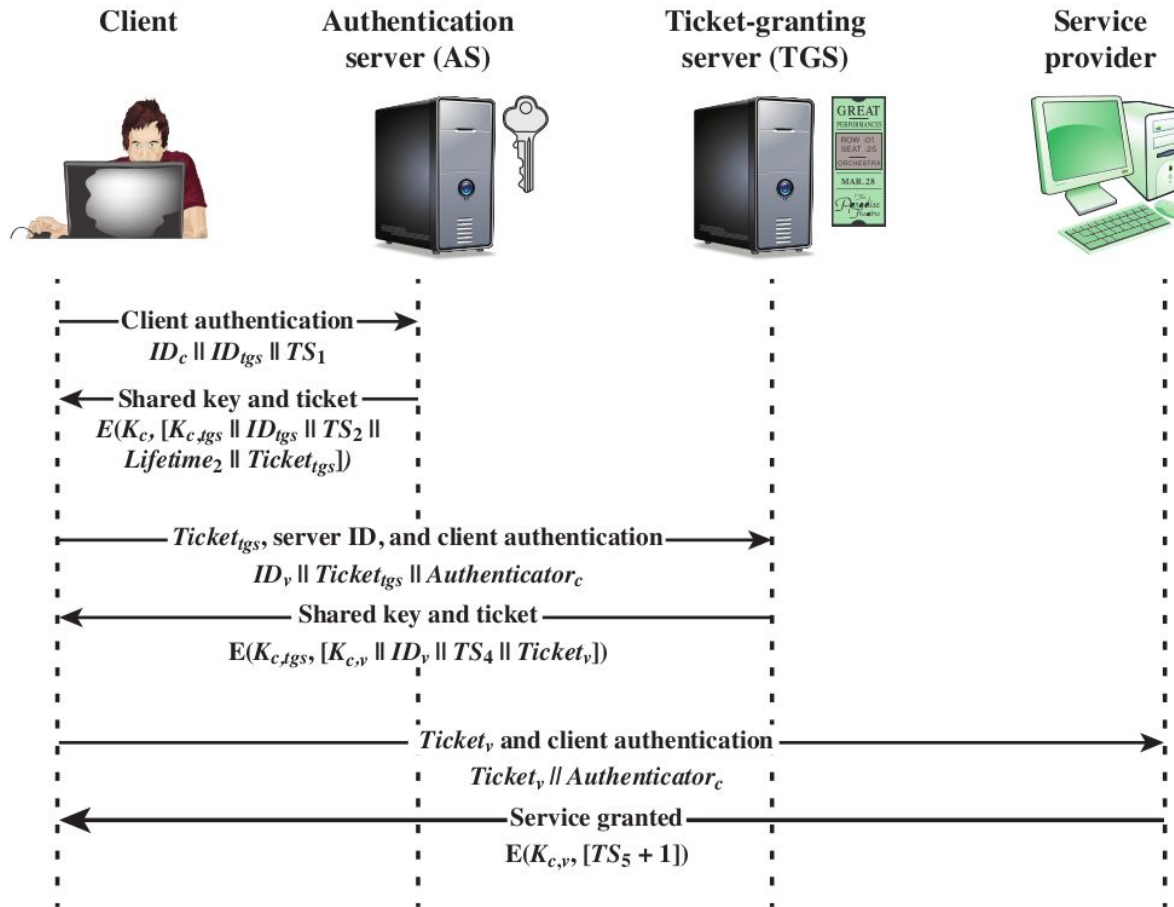 Client
Authentication
server (AS)
Ticket-granting
server (TGS)
Service
provider
GREAT
PERFORMANCES
ROW :01
SEAT :25
ORCHESTRA
MAR.28
The
Paradise
Theatre
Client authentication
ID_c || ID_tgs || TS_1
Shared key and ticket
E(K_c, [K_c,tgs || ID_tgs || TS_2 ||
Lifetime_2 || Ticket_tgs])
Ticket_tgs, server ID, and client authentication
ID_v || Ticket_tgs || Authenticator_c
Shared key and ticket
E(K_c,tgs, [K_c,v || ID_v || TS_4 || Ticket_v])
Ticket_v and client authentication
Ticket_v // Authenticator_c
Service granted
E(K_c,v, [TS_5 + 1])